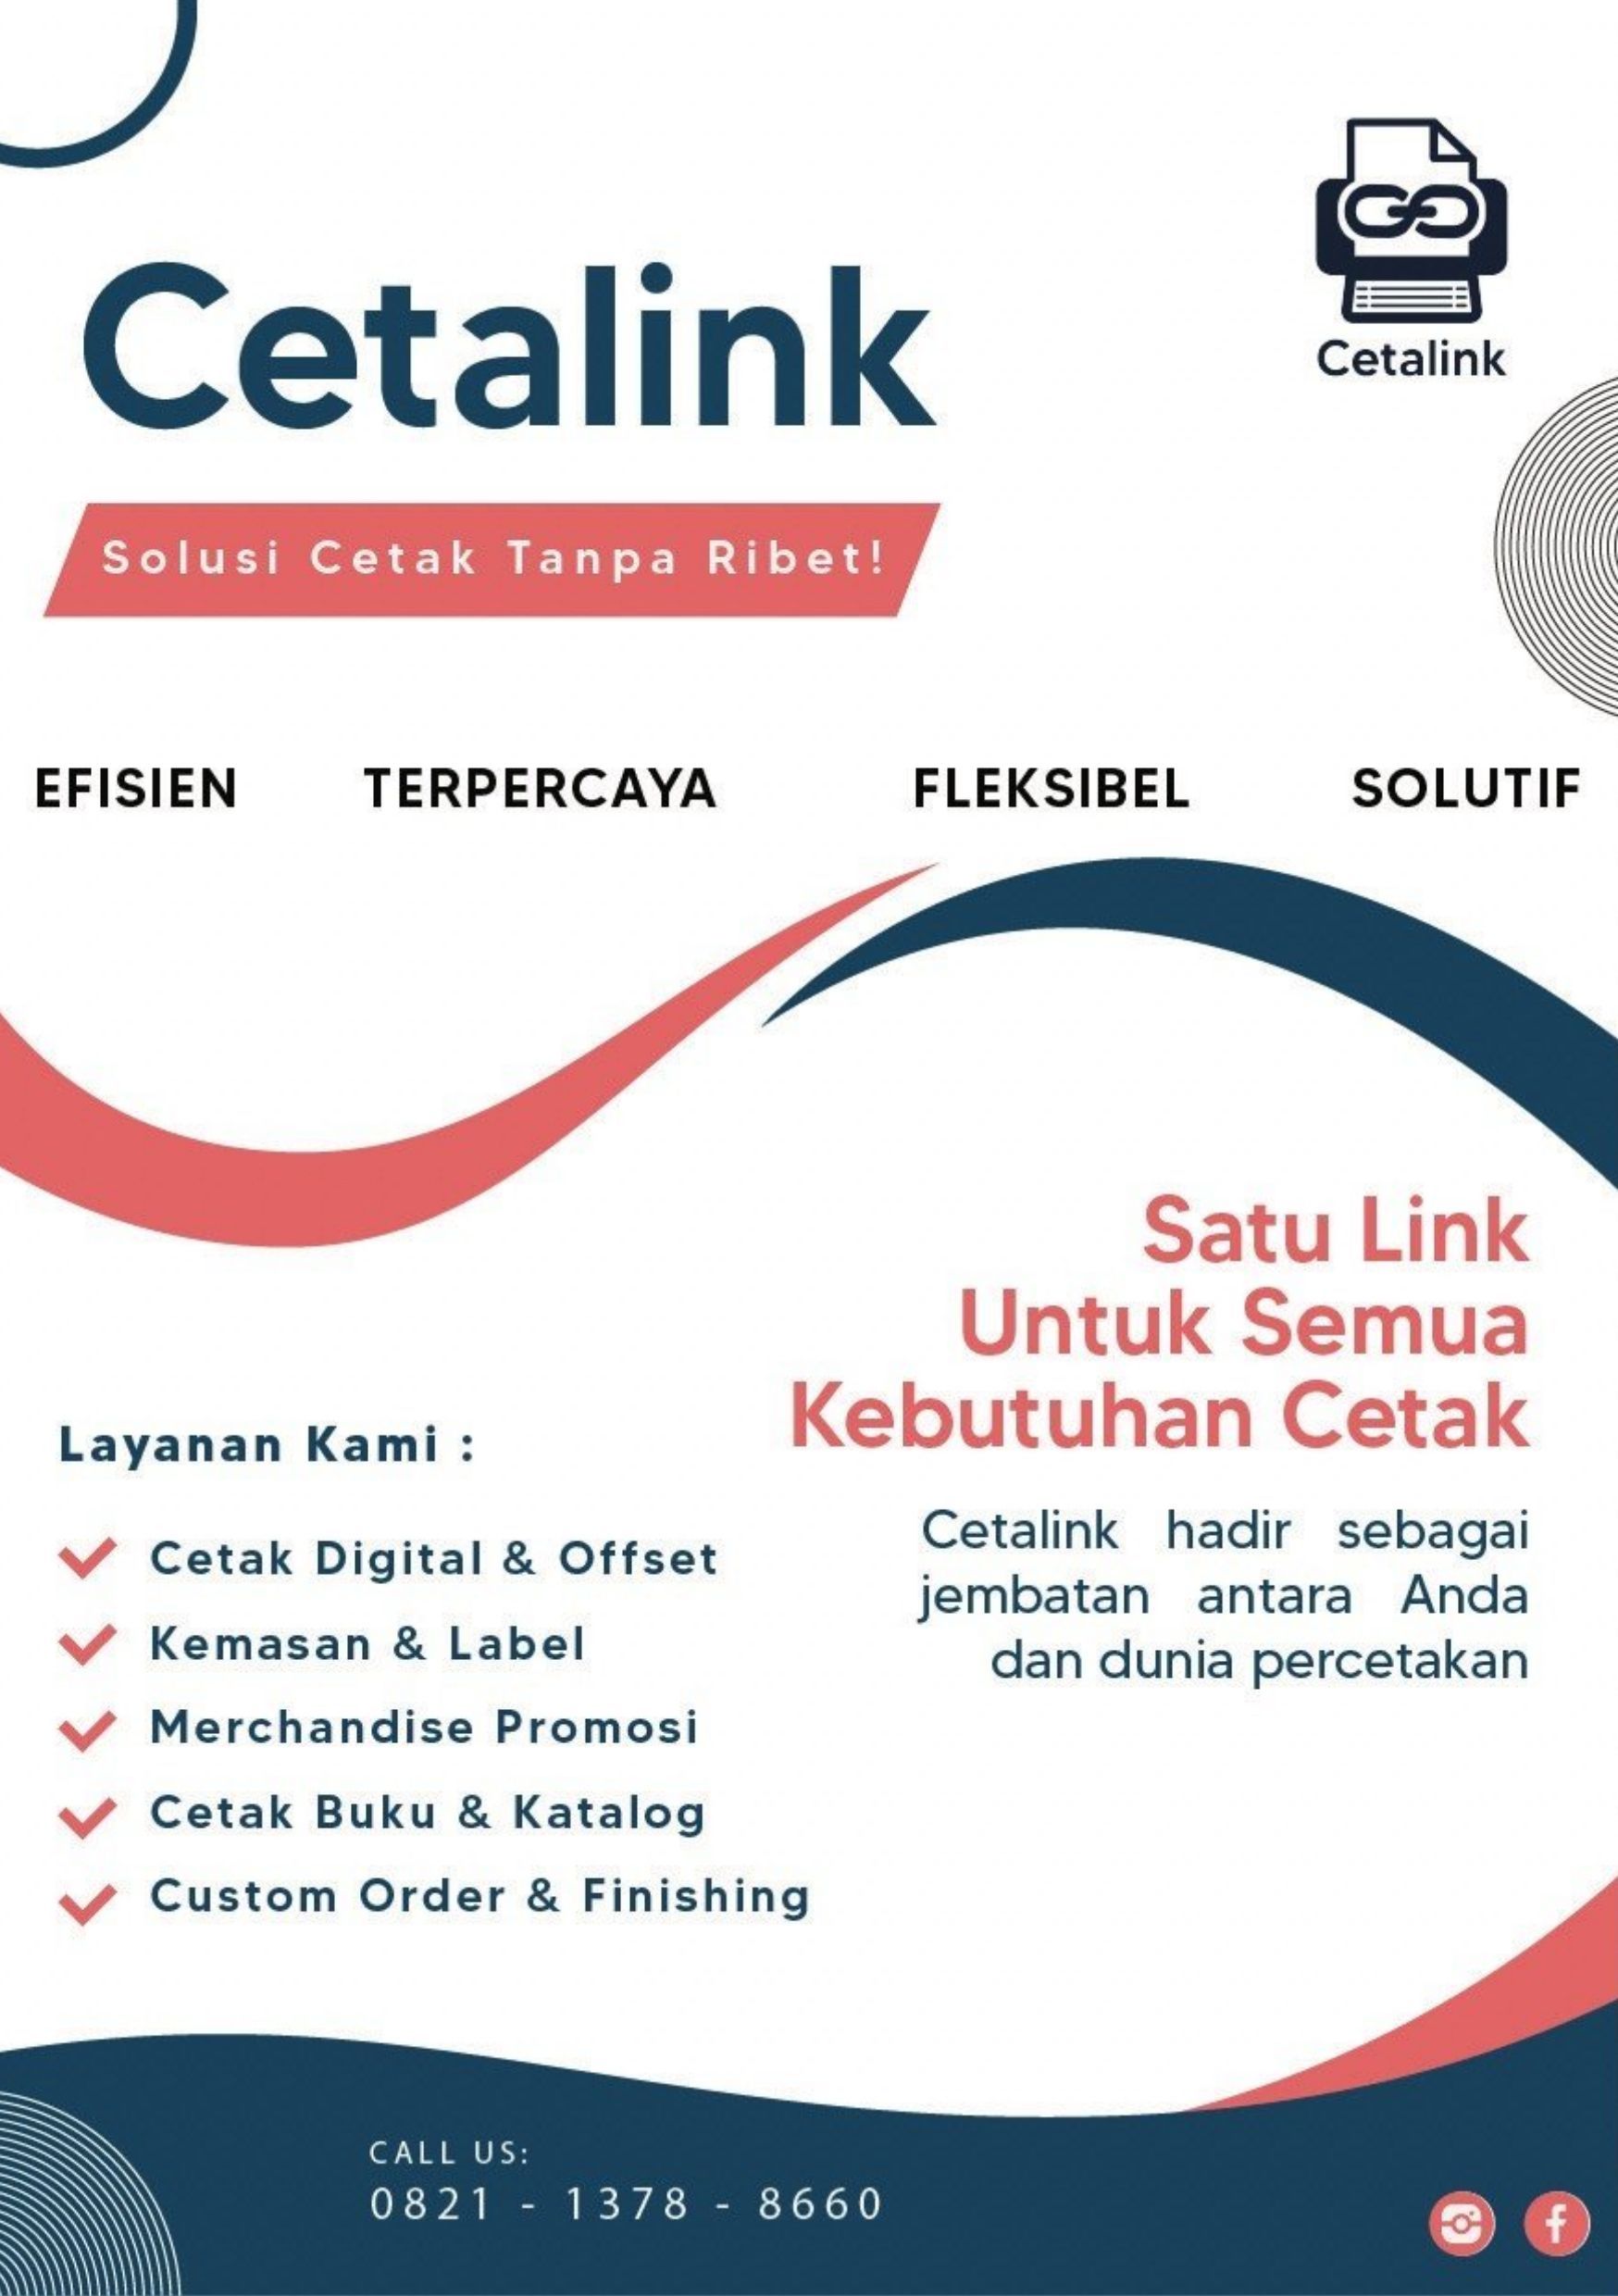 Cetalink
Cetalink
Solusi Cetak Tanpa Ribet!
EFISIEN TERPERCAYA FLEKSIBEL SOLUTIF
Satu Link
Untuk Semua
Kebutuhan Cetak
Cetalink hadir sebagai
jembatan antara Anda
dan dunia percetakan
Layanan Kami :
Cetak Digital & Offset
Kemasan & Label
Merchandise Promosi
Cetak Buku & Katalog
Custom Order & Finishing
CALL US:
0821 - 1378 - 8660